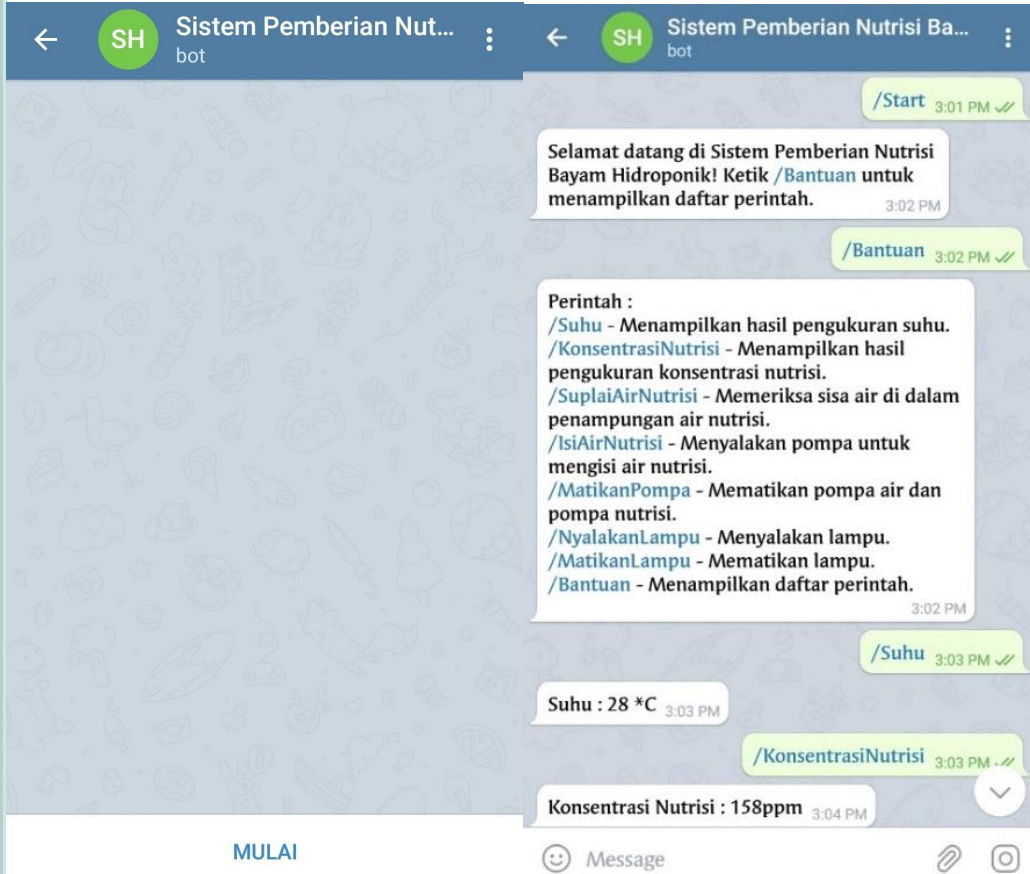 SH
Sistem Pemberian Nut...
bot
MULAI
SH
Sistem Pemberian Nutrisi Ba...
bot
/Start 3:01 PM
Selamat datang di Sistem Pemberian Nutrisi
Bayam Hidroponik! Ketik /Bantuan untuk
menampilkan daftar perintah. 3:02 PM
/Bantuan 3:02 PM
Perintah :
/Suhu - Menampilkan hasil pengukuran suhu.
/KonsentrasiNutrisi - Menampilkan hasil
pengukuran konsentrasi nutrisi.
/SuplaiAirNutrisi - Memeriksa sisa air di dalam
penampungan air nutrisi.
/IsiAirNutrisi - Menyalakan pompa untuk
mengisi air nutrisi.
/MatikanPompa - Mematikan pompa air dan
pompa nutrisi.
/NyalakanLampu - Menyalakan lampu.
/MatikanLampu - Mematikan lampu.
/Bantuan - Menampilkan daftar perintah.
3:02 PM
/Suhu 3:03 PM
Suhu : 28 *C 3:03 PM
/KonsentrasiNutrisi 3:03 PM
Konsentrasi Nutrisi : 158ppm 3:04 PM
Message